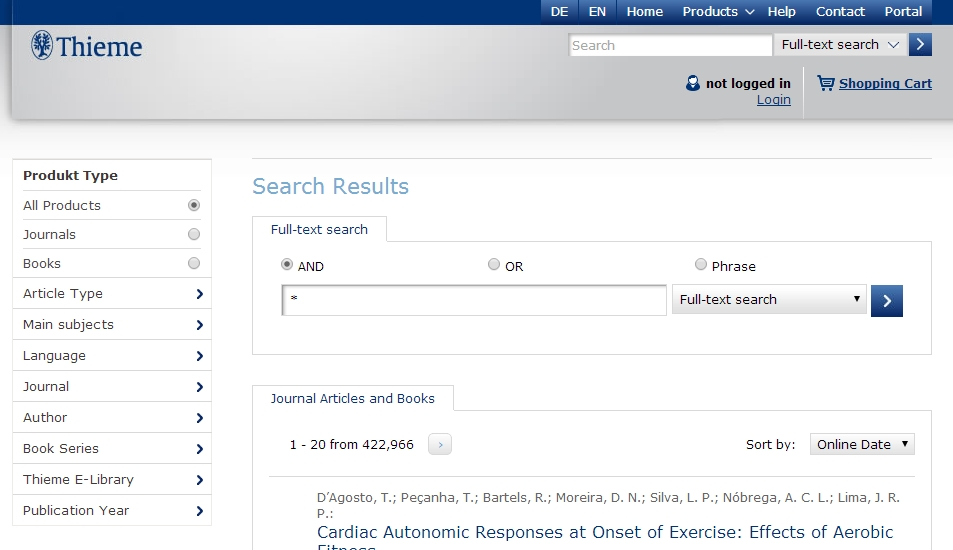 DE EN Home Products Help Contact Portal
Thieme
Search Full-text search
not logged in
Login
Shopping Cart
Produkt Type
All Products
Journals
Books
Article Type
Main subjects
Language
Journal
Author
Book Series
Thieme E-Library
Publication Year
Search Results
Full-text search
AND OR Phrase
* Full-text search
Journal Articles and Books
1 - 20 from 422,966 Sort by: Online Date
D’Agosto, T.; Peçanha, T.; Bartels, R.; Moreira, D. N.; Silva, L. P.; Nóbrega, A. C. L.; Lima, J. R.
P.:
Cardiac Autonomic Responses at Onset of Exercise: Effects of Aerobic
Fitness